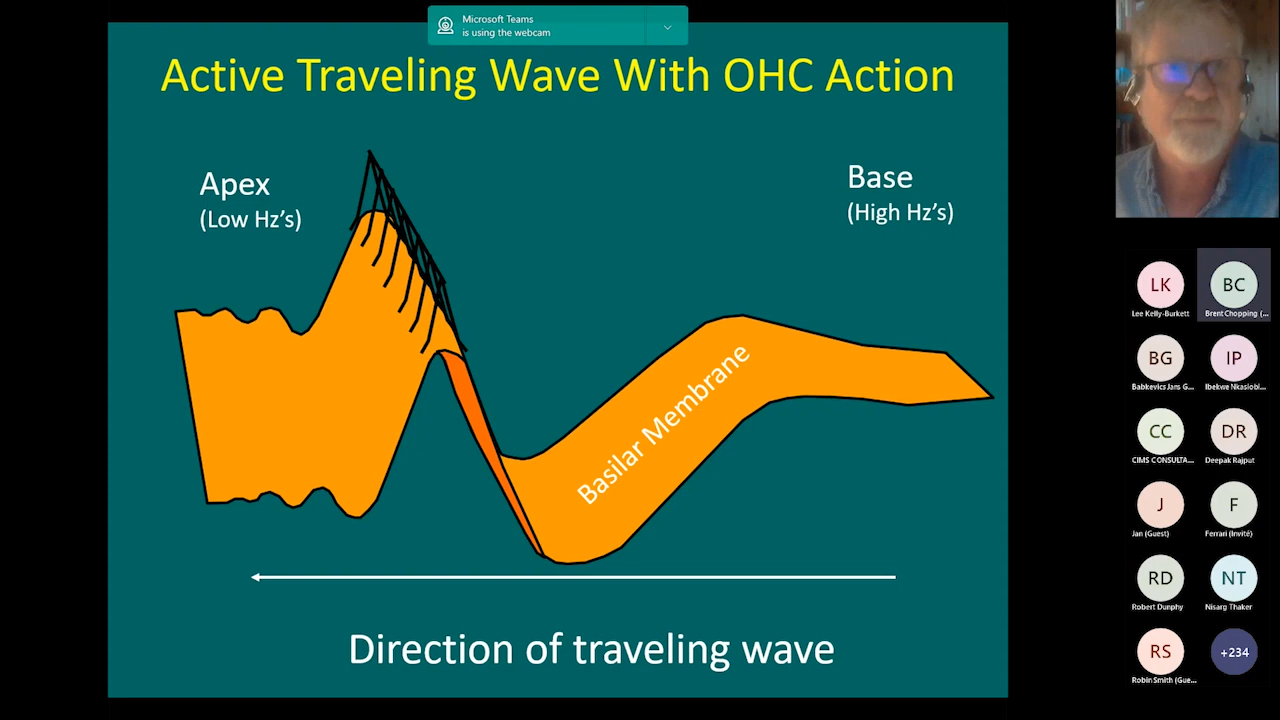 Microsoft Teams
is using the webcam
Active Traveling Wave With OHC Action
Apex
(Low Hz's)
Base
(High Hz's)
Basilar Membrane
Direction of traveling wave
LK
Lee Kelly-Burkett
BC
Brent Chopping (...
BG
Babkevics Jans G...
IP
Ibekwe Nkasiobi...
CC
CIMS CONSULTA...
DR
Deepak Rajput
J
Jan (Guest)
F
Ferrari (Invité)
RD
Robert Dunphy
NT
Nisarg Thaker
RS
Robin Smith (Gue...
+234